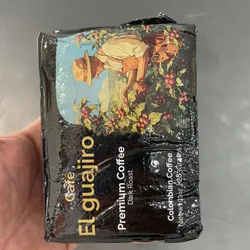 Café
El guajiro
Premium Coffee
Dark Roast
Colombian Coffee